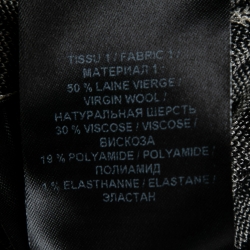 TISSU 1 / FABRIC 1 /
МАТЕРИАЛ 1 :
50 % LAINE VIERGE /
VIRGIN WOOL /
НАТУРАЛЬНАЯ ШЕРСТЬ
30 % VISCOSE / VISCOSE /
ВИСКОЗА
19 % POLYAMIDE / POLYAMIDE /
ПОЛИАМИД
1 % ELASTHANNE / ELASTANE /
ЭЛАСТАН